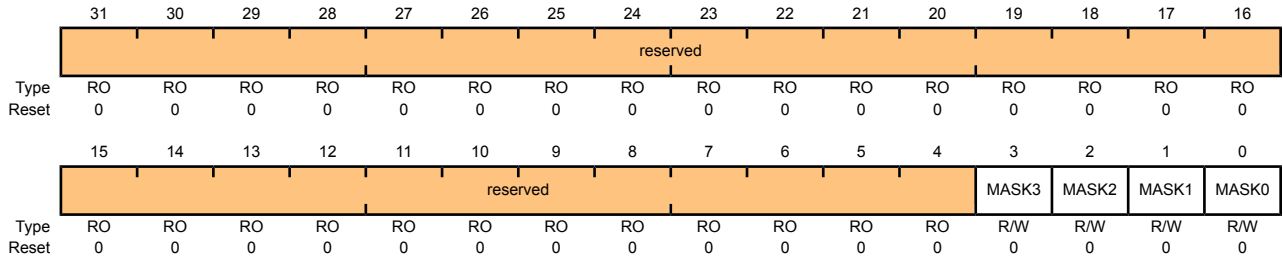 31 30 29 28 27 26 25 24 23 22 21 20 19 18 17 16
reserved
Type RO RO RO RO RO RO RO RO RO RO RO RO RO RO RO RO
Reset 0 0 0 0 0 0 0 0 0 0 0 0 0 0 0 0
15 14 13 12 11 10 9 8 7 6 5 4 3 2 1 0
reserved MASK3 MASK2 MASK1 MASK0
Type RO RO RO RO RO RO RO RO RO RO RO RO R/W R/W R/W R/W
Reset 0 0 0 0 0 0 0 0 0 0 0 0 0 0 0 0